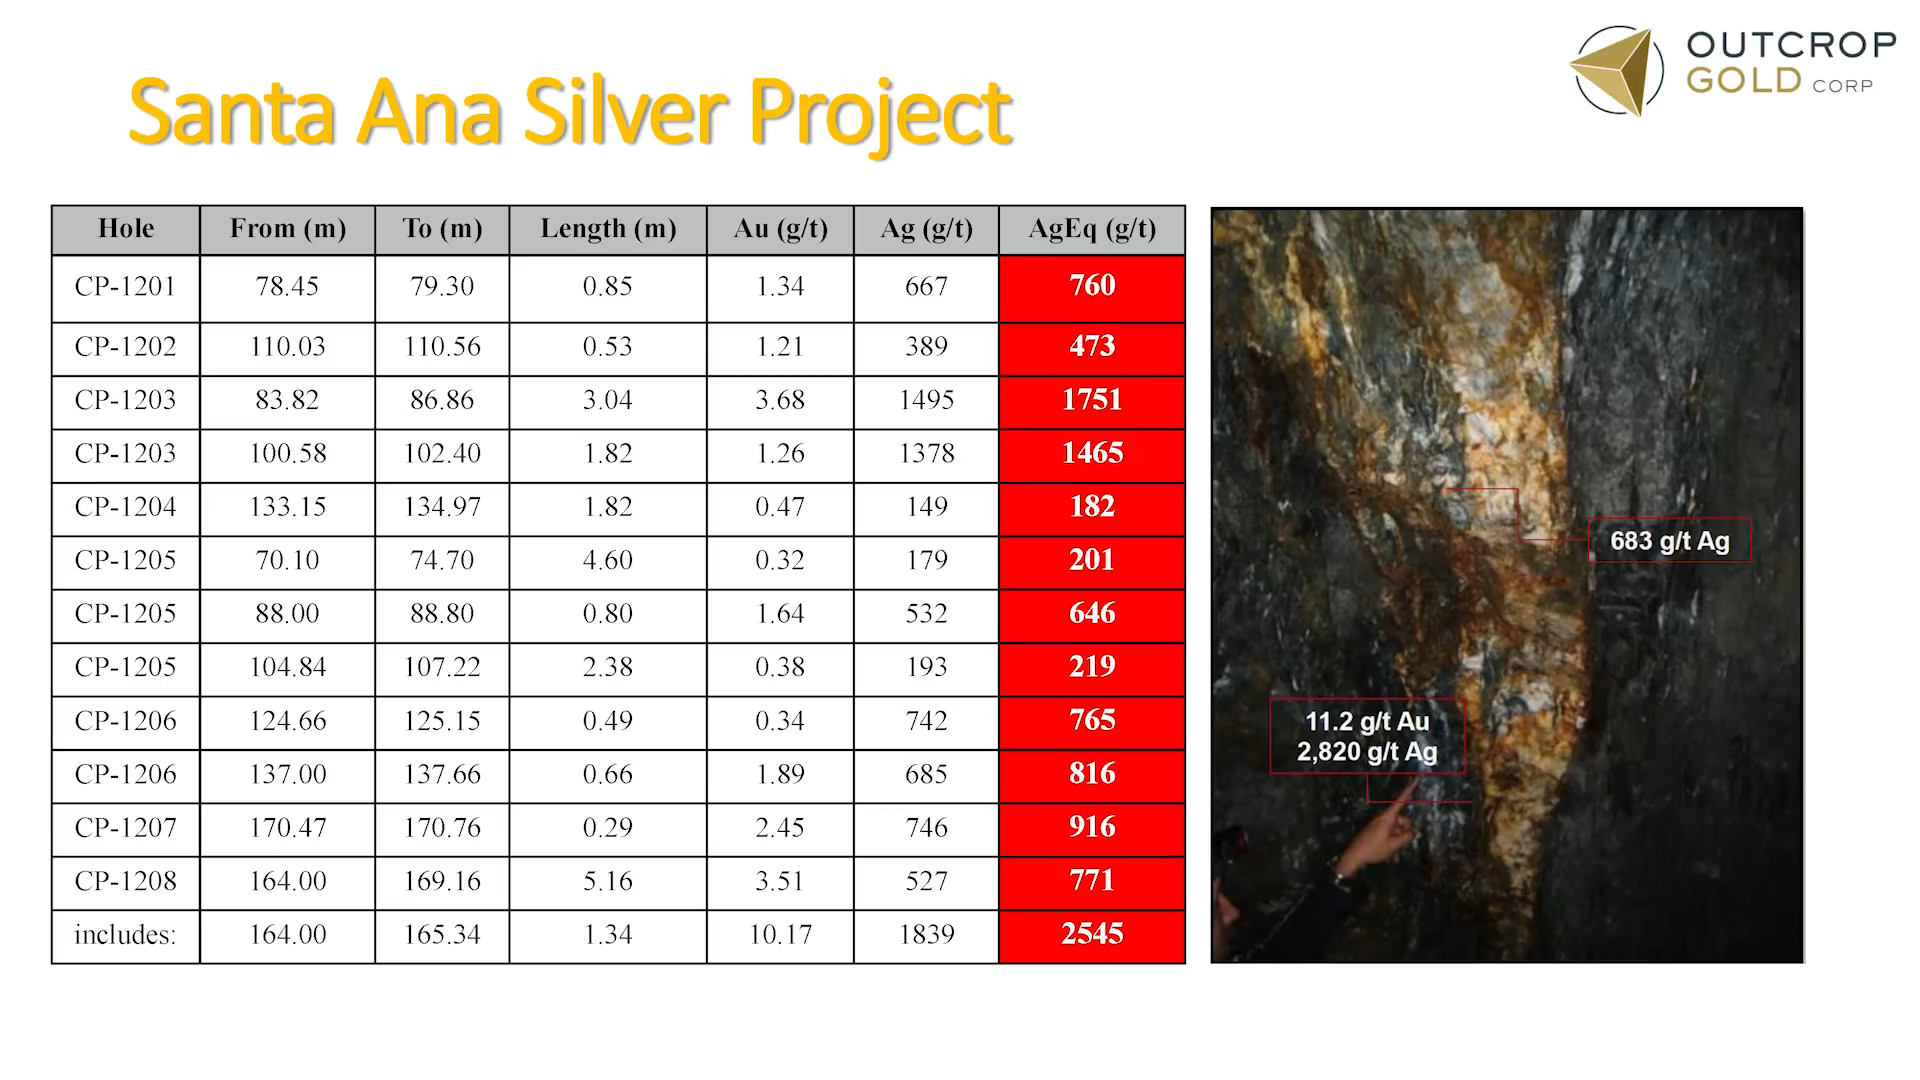 OUTCROP
GOLD CORP
Santa Ana Silver Project
Hole From (m) To (m) Length (m) Au (g/t) Ag (g/t) AgEq (g/t)
CP-1201 78.45 79.30 0.85 1.34 667 760
CP-1202 110.03 110.56 0.53 1.21 389 473
CP-1203 83.82 86.86 3.04 3.68 1495 1751
CP-1203 100.58 102.40 1.82 1.26 1378 1465
CP-1204 133.15 134.97 1.82 0.47 149 182
CP-1205 70.10 74.70 4.60 0.32 179 201
CP-1205 88.00 88.80 0.80 1.64 532 646
CP-1205 104.84 107.22 2.38 0.38 193 219
CP-1206 124.66 125.15 0.49 0.34 742 765
CP-1206 137.00 137.66 0.66 1.89 685 816
CP-1207 170.47 170.76 0.29 2.45 746 916
CP-1208 164.00 169.16 5.16 3.51 527 771
includes: 164.00 165.34 1.34 10.17 1839 2545
683 g/t Ag
11.2 g/t Au
2,820 g/t Ag